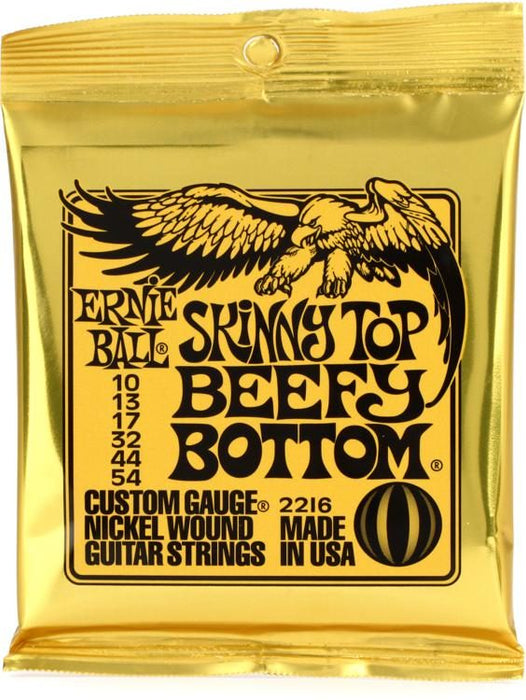 ERNIE
BALL®
SKINNY TOP
BEEFY
BOTTOM®
10
13
17
32
44
54
CUSTOM GAUGE® 2216
NICKEL WOUND MADE
GUITAR STRINGS IN USA